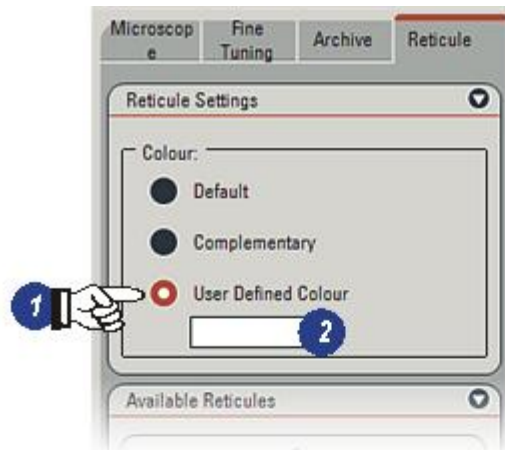 Microscop
e
Fine
Tuning
Archive
Reticule
Reticule Settings
Colour:
Default
Complementary
1
User Defined Colour
2
Available Reticules